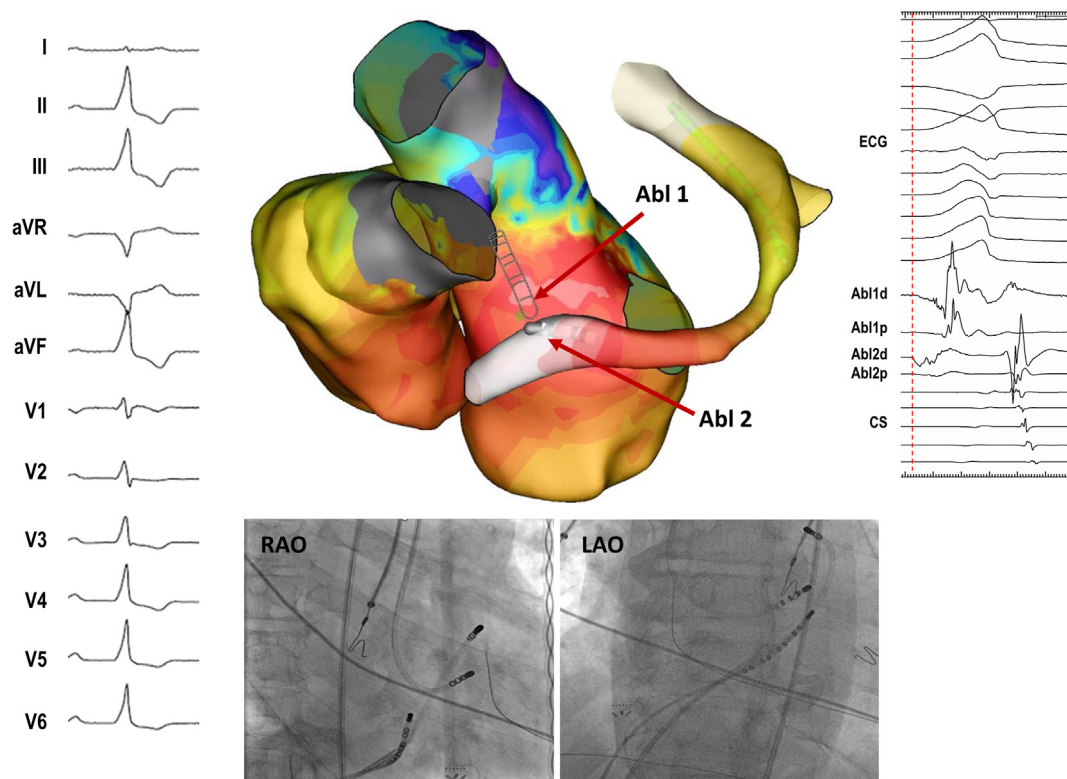 I
II
III
aVR
aVL
aVF
V1
V2
V3
V4
V5
V6
Abl 1
Abl 2
ECG
Abl1d
Abl1p
Abl2d
Abl2p
CS
RAO
LAO